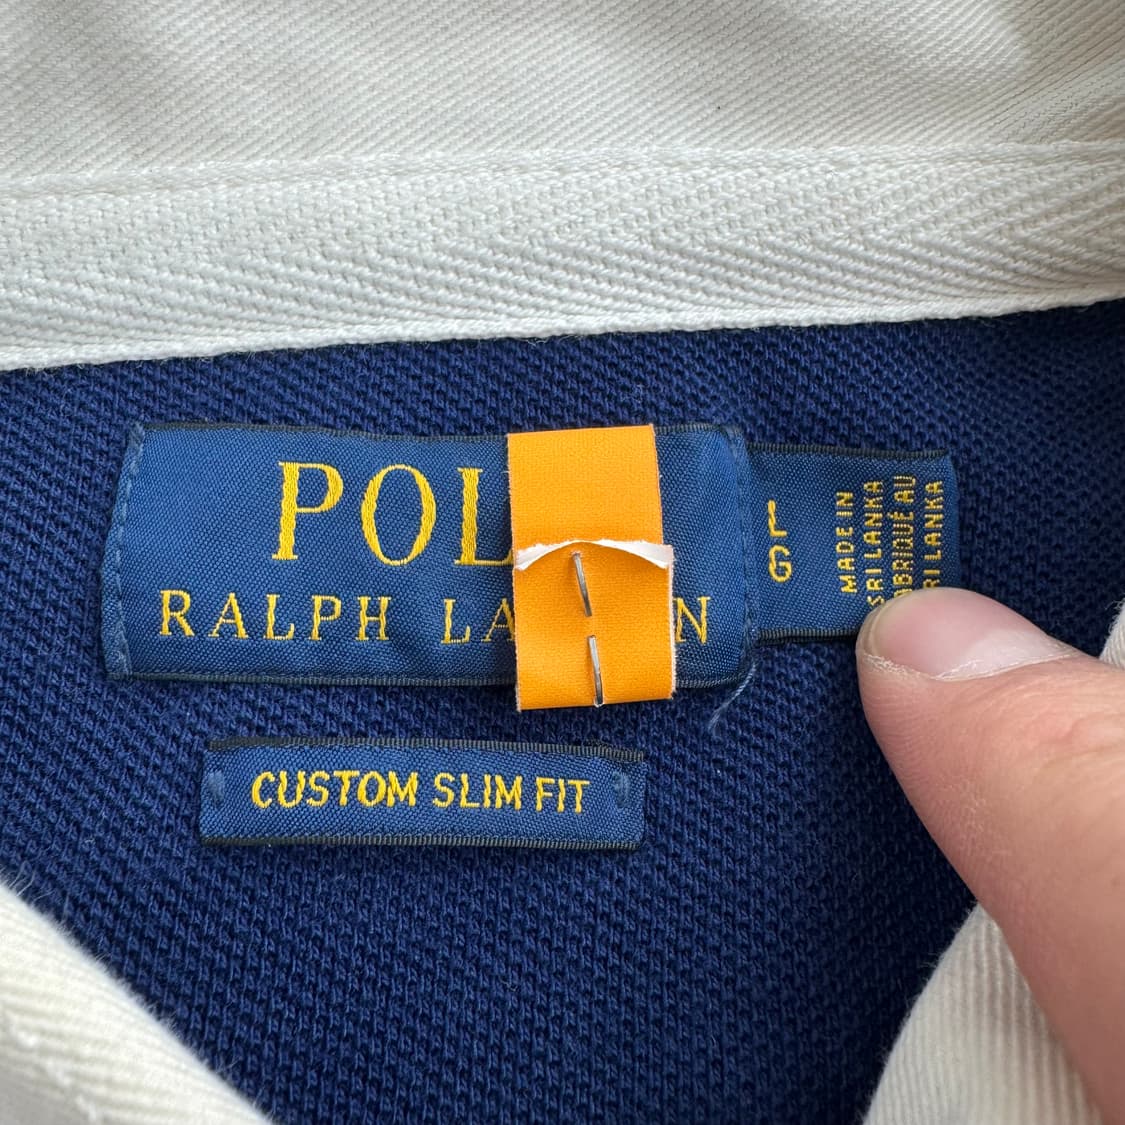 POL
RALPH LA N
L
G
MADE IN
SRI LANKA
ABRIQUÉ AU
RI LANKA
CUSTOM SLIM FIT